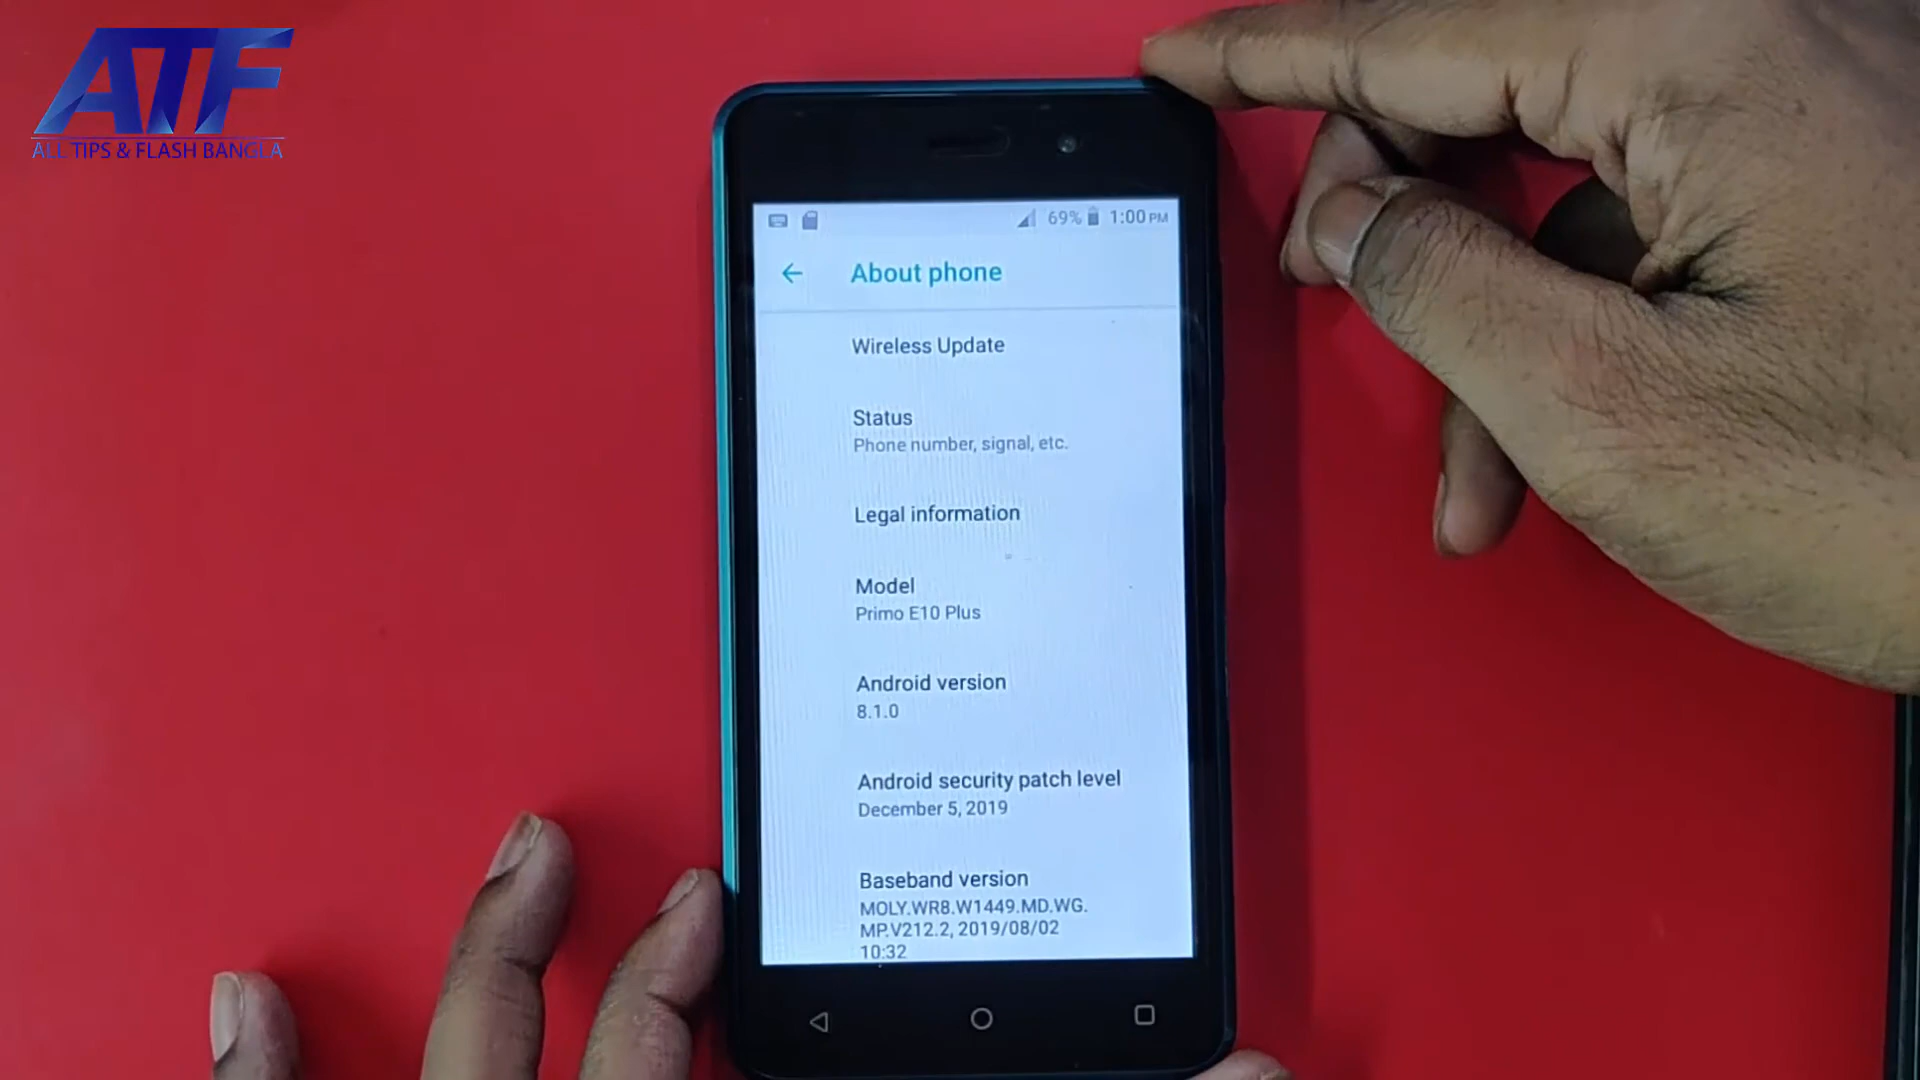 ATF
ALL TIPS & FLASH BANGLA
69% 1:00 PM
About phone
Wireless Update
Status
Phone number, signal, etc.
Legal information
Model
Primo E10 Plus
Android version
8.1.0
Android security patch level
December 5, 2019
Baseband version
MOLY.WR8.W1449.MD.WG.
MP.V212.2, 2019/08/02
10:32